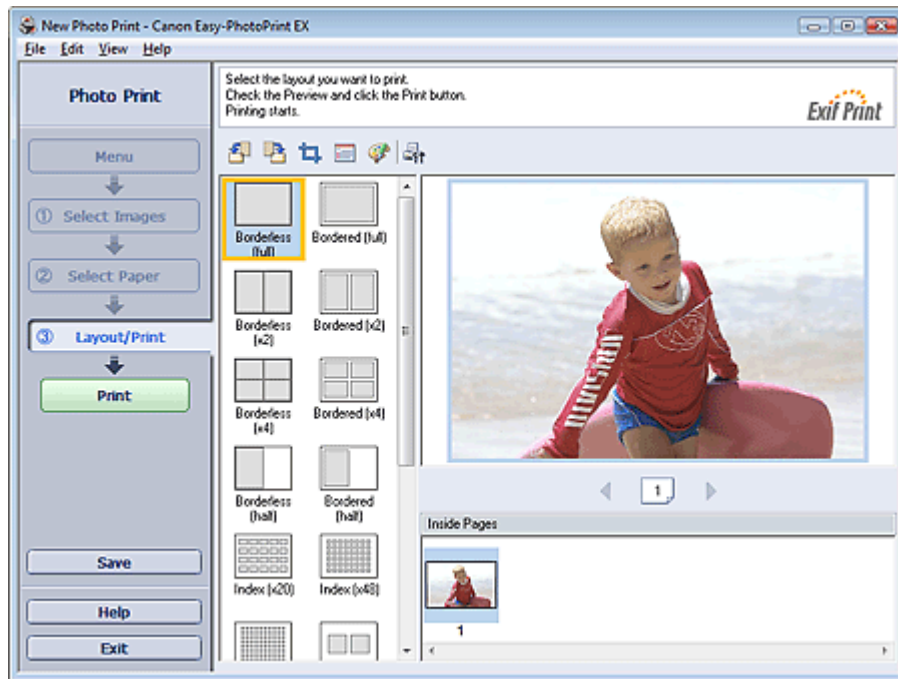 New Photo Print - Canon Easy-PhotoPrint EX
File Edit View Help
Photo Print
Select the layout you want to print.
Check the Preview and click the Print button.
Printing starts.
Exif Print
Menu
① Select Images
② Select Paper
③ Layout/Print
Print
Save
Help
Exit
Borderless
(full)
Bordered (full)
Borderless
(x2)
Bordered (x2)
Borderless
(x4)
Bordered (x4)
Borderless
(half)
Bordered
(half)
Index (x20)
Index (x48)
DIVISREN
1
Inside Pages
1